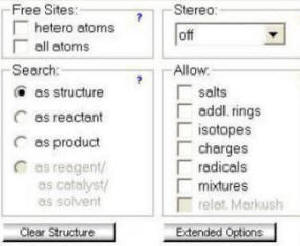 Free Sites:
?
hetero atoms
all atoms
Stereo:
off
Search:
?
as structure
as reactant
as product
as reagent/
as catalyst/
as solvent
Allow:
salts
addl. rings
isotopes
charges
radicals
mixtures
relat. Markush
Clear Structure
Extended Options